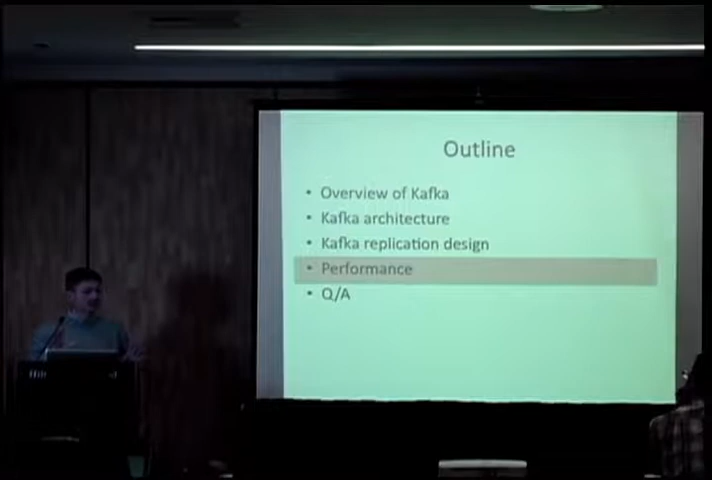 Outline
• Overview of Kafka
• Kafka architecture
• Kafka replication design
• Performance
• Q/A